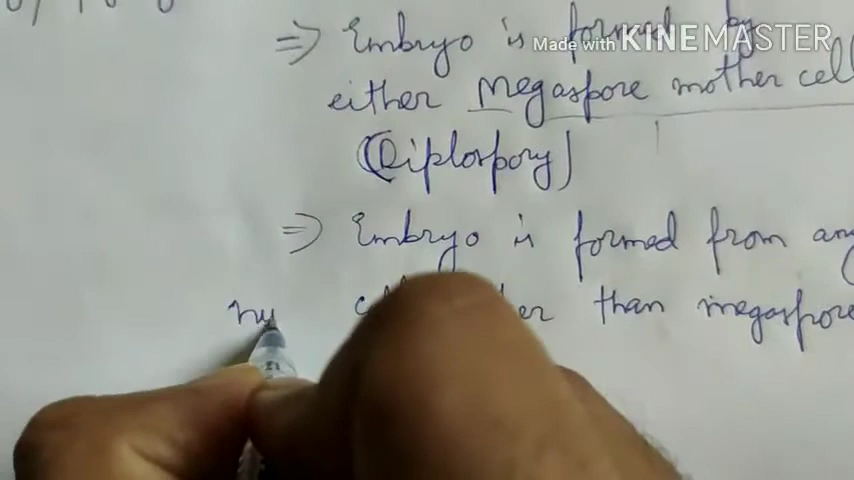 ⇒ Embryo is formed by
Made with KINEMASTER
either Megaspore mother cell
(Diplospory)
⇒ Embryo is formed from any
than megaspore
nu